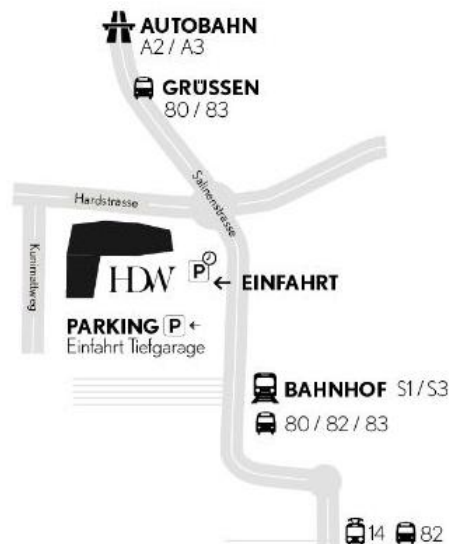 AUTOBAHN
A2 / A3
GRÜSSEN
80 / 83
Salinenstrasse
Hardstrasse
Kunimattweg
HDW
P
← EINFAHRT
PARKING P ←
Einfahrt Tiefgarage
BAHNHOF S1/S3
80 / 82 / 83
14 82